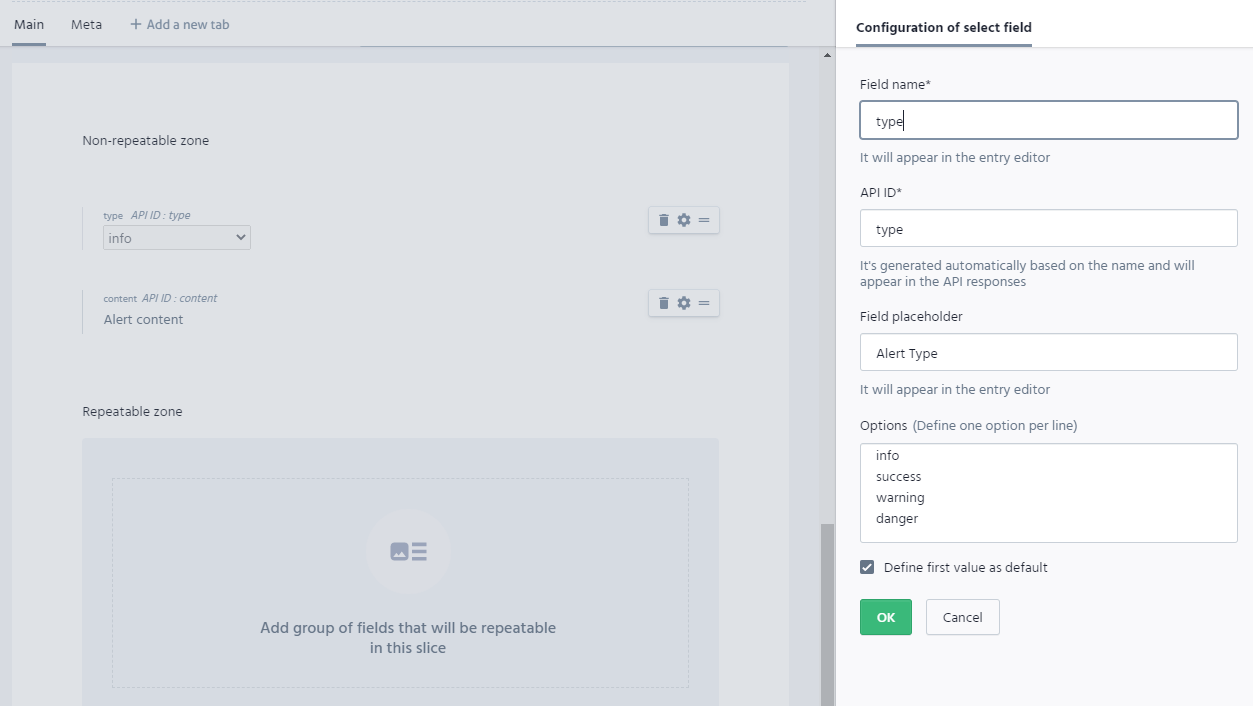 Main
Meta
+ Add a new tab
Non-repeatable zone
type API ID : type
info
content API ID : content
Alert content
Repeatable zone
Add group of fields that will be repeatable
in this slice
Configuration of select field
Field name*
type
It will appear in the entry editor
API ID*
type
It's generated automatically based on the name and will
appear in the API responses
Field placeholder
Alert Type
It will appear in the entry editor
Options (Define one option per line)
info
success
warning
danger
Define first value as default
OK
Cancel